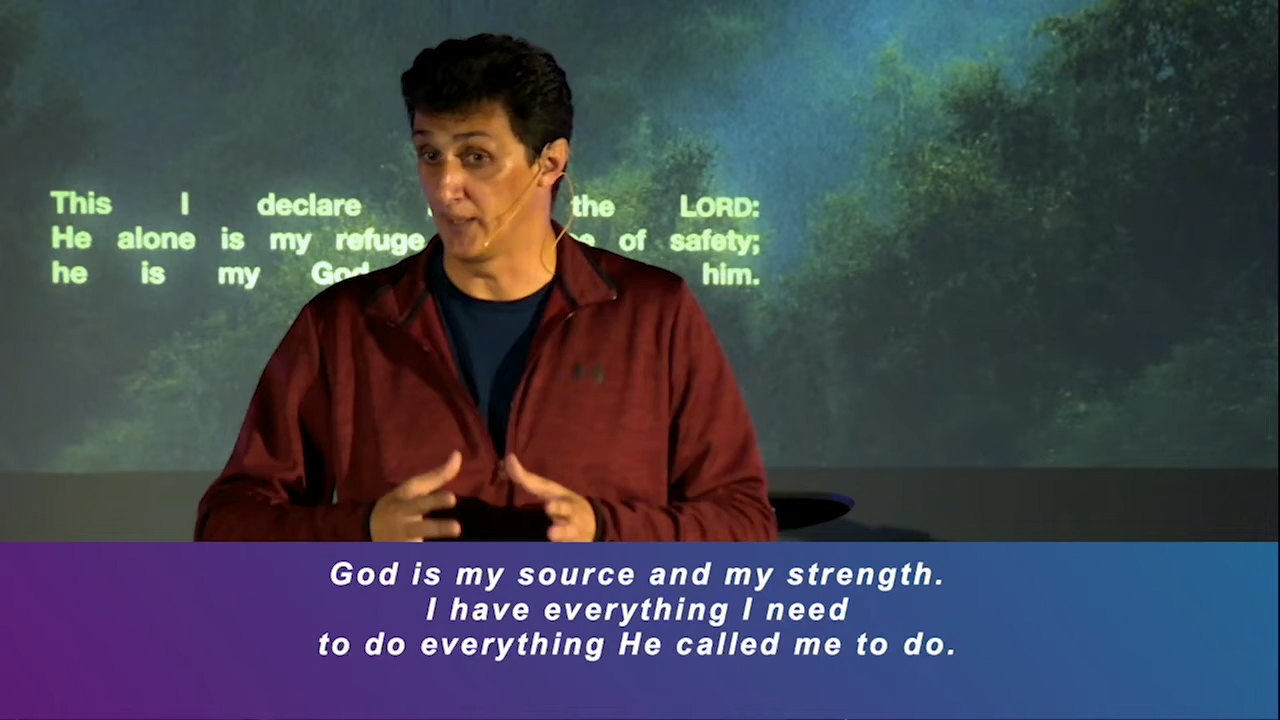 This I declare the LORD:
He alone is my refuge of safety;
he is my God him.
God is my source and my strength.
I have everything I need
to do everything He called me to do.